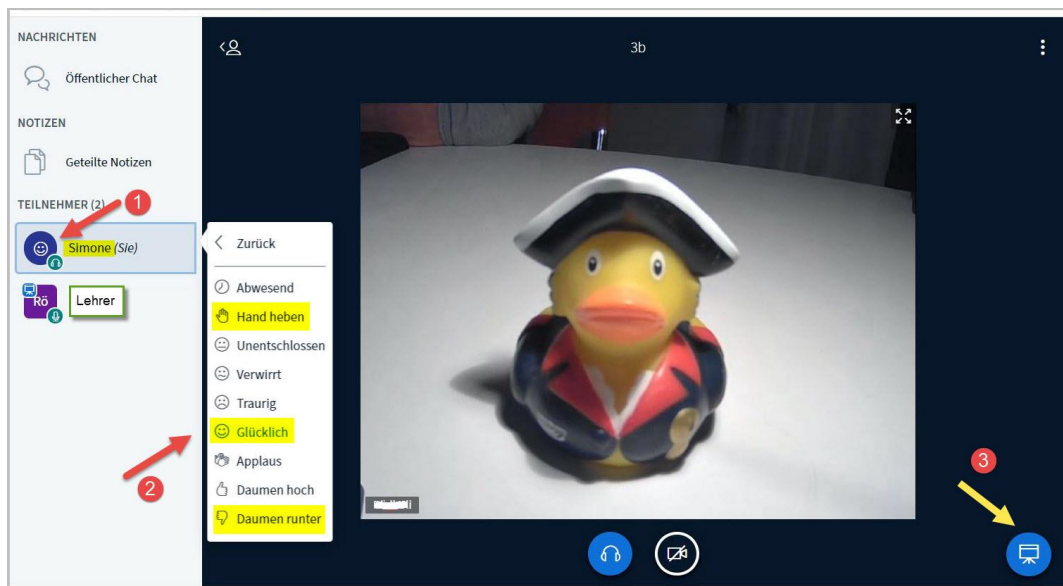 NACHRICHTEN
Öffentlicher Chat
NOTIZEN
Geteilte Notizen
TEILNEHMER (2)
1
Simone (Sie)
Rö
Lehrer
2
Zurück
Abwesend
Hand heben
Unentschlossen
Verwirrt
Traurig
Glücklich
Applaus
Daumen hoch
Daumen runter
3b
3